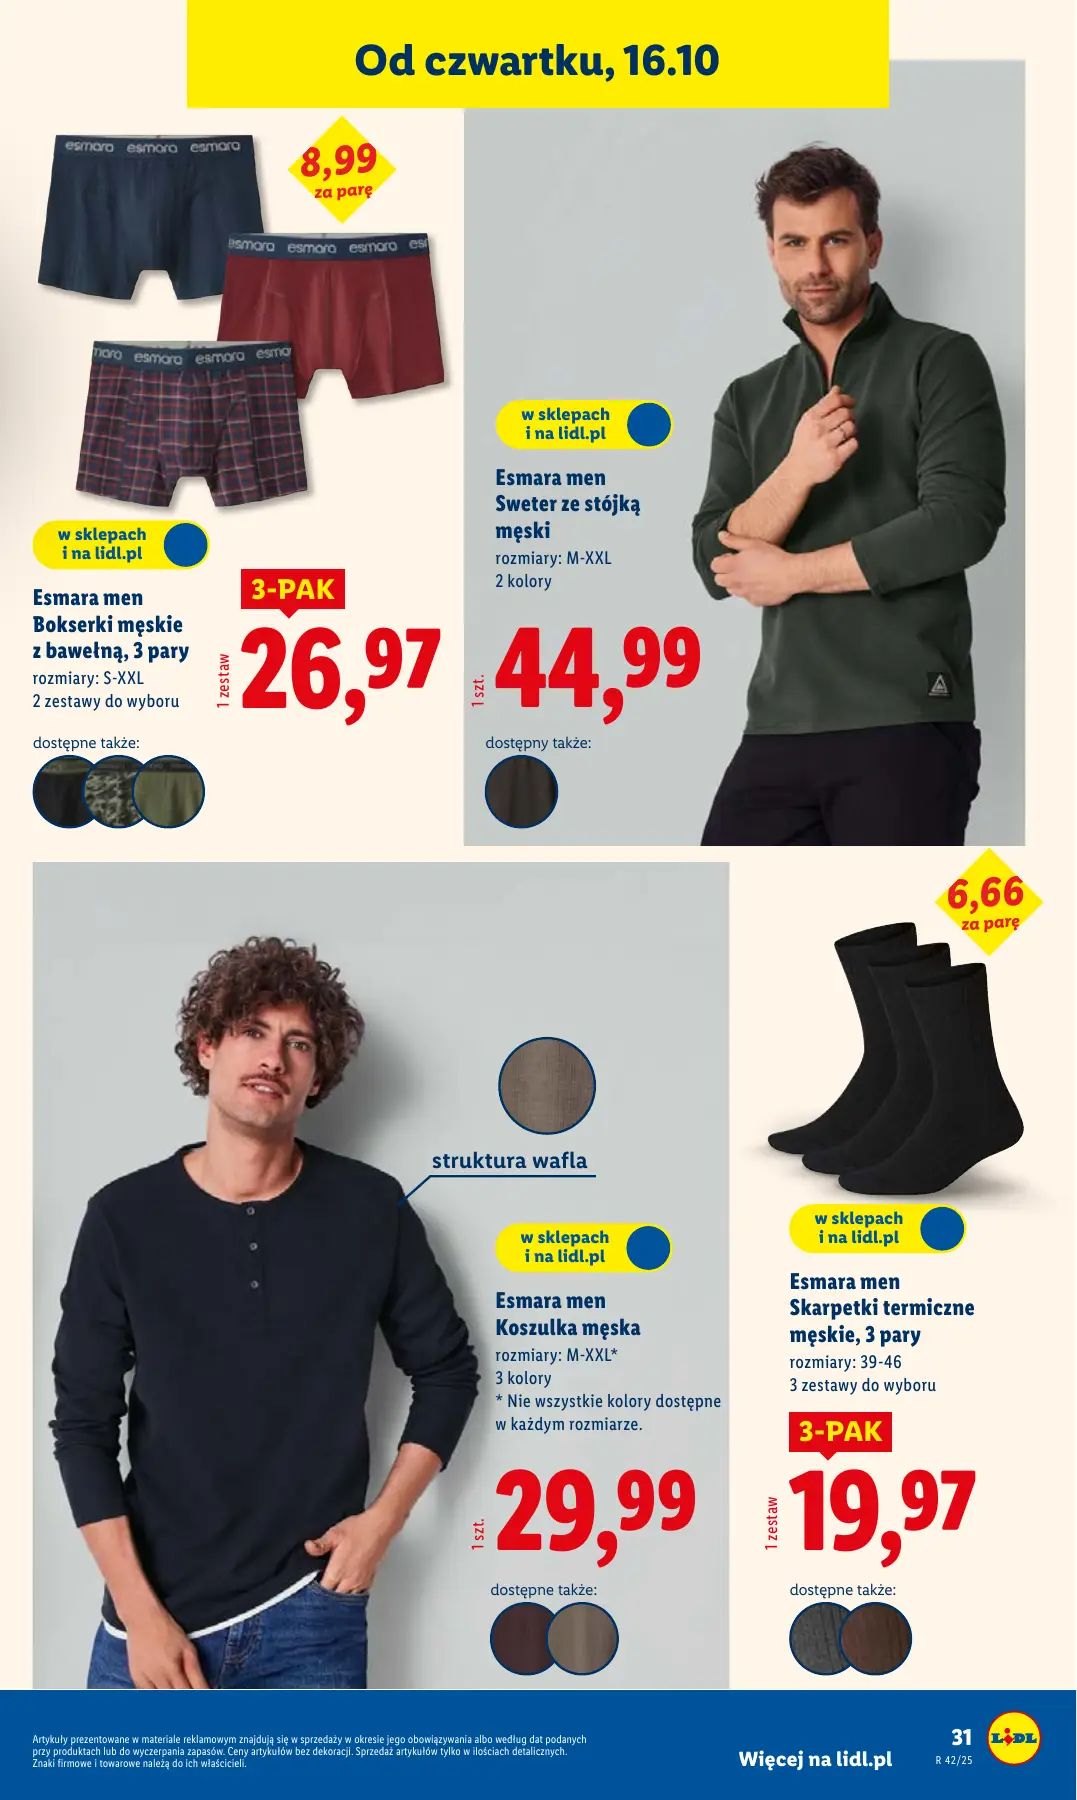 Od czwartku, 16.10
esmara esmara esmara
8,99
za parę
esmara esmara esmara
esmara esmara
w sklepach
i na lidl.pl
Esmara men
Bokserki męskie
z bawełną, 3 pary
rozmiary: S-XXL
2 zestawy do wyboru
3-PAK
1 zestaw
26,97
dostępne także:
w sklepach
i na lidl.pl
Esmara men
Sweter ze stójką
męski
rozmiary: M-XXL
2 kolory
1 szt.
44,99
dostępny także:
struktura wafla
w sklepach
i na lidl.pl
Esmara men
Koszulka męska
rozmiary: M-XXL*
3 kolory
* Nie wszystkie kolory dostępne
w każdym rozmiarze.
1 szt.
29,99
dostępne także:
6,66
za parę
w sklepach
i na lidl.pl
Esmara men
Skarpetki termiczne
męskie, 3 pary
rozmiary: 39-46
3 zestawy do wyboru
3-PAK
1 zestaw
19,97
dostępne także:
Artykuły prezentowane w materiale reklamowym znajdują się w sprzedaży w okresie jego obowiązywania albo według dat podanych
przy produktach lub do wyczerpania zapasów. Ceny artykułów bez dekoracji. Sprzedaż artykułów tylko w ilościach detalicznych.
Znaki firmowe i towarowe należą do ich właścicieli.
Więcej na lidl.pl
31
R 42/25
LIDL